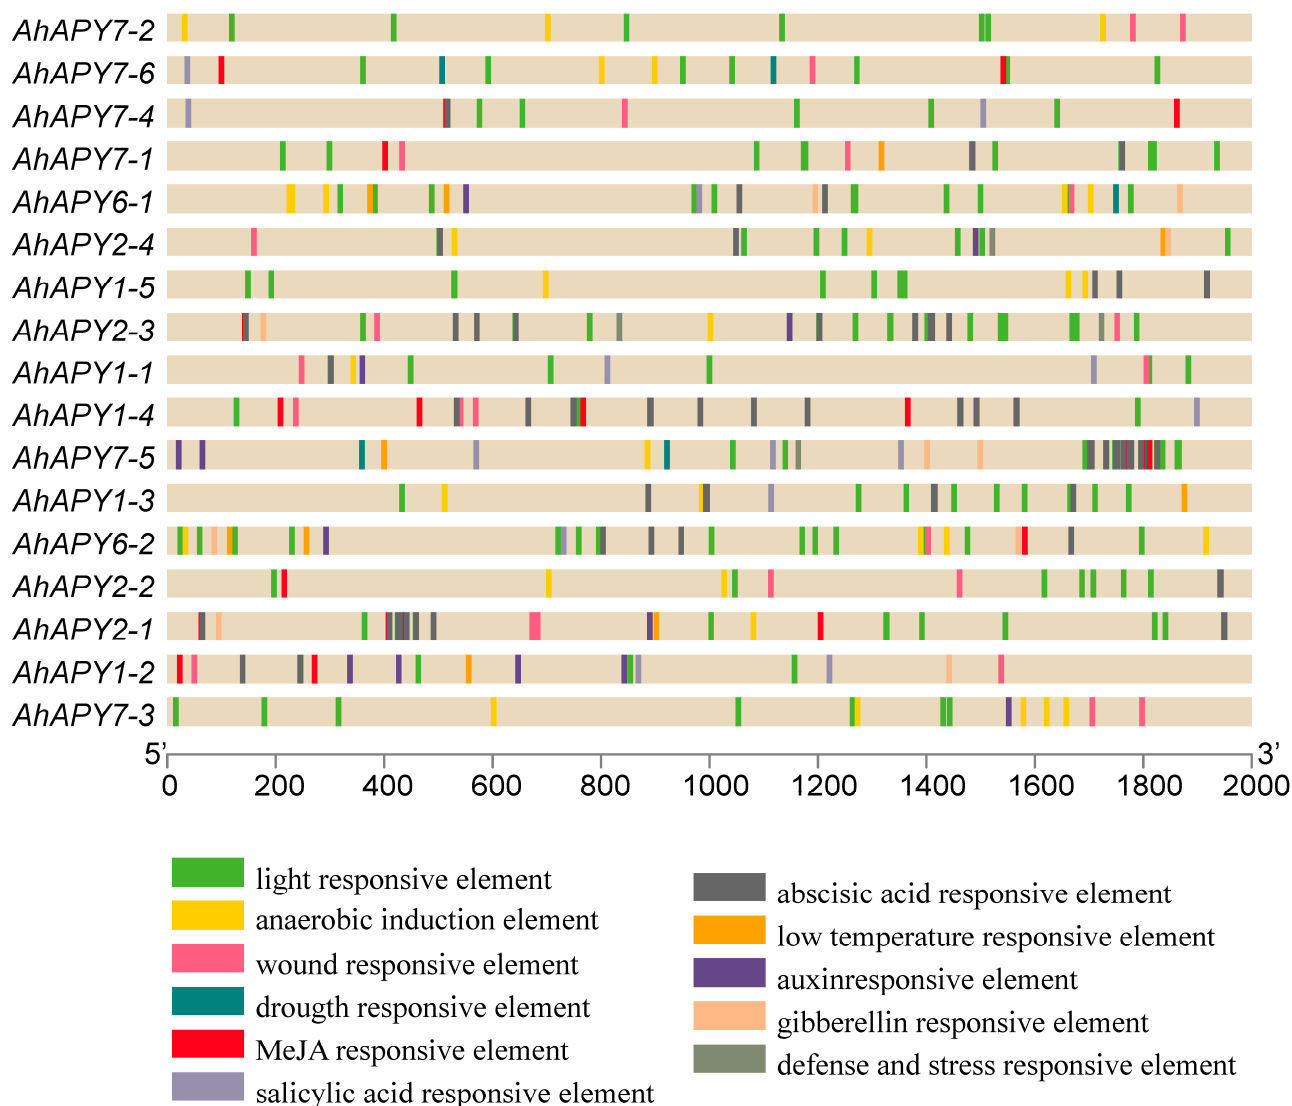 AhAPY7-2
AhAPY7-6
AhAPY7-4
AhAPY7-1
AhAPY6-1
AhAPY2-4
AhAPY1-5
AhAPY2-3
AhAPY1-1
AhAPY1-4
AhAPY7-5
AhAPY1-3
AhAPY6-2
AhAPY2-2
AhAPY2-1
AhAPY1-2
AhAPY7-3
5’ 3’
0 200 400 600 800 1000 1200 1400 1600 1800 2000
light responsive element
anaerobic induction element
wound responsive element
drougth responsive element
MeJA responsive element
salicylic acid responsive element
abscisic acid responsive element
low temperature responsive element
auxinresponsive element
gibberellin responsive element
defense and stress responsive element